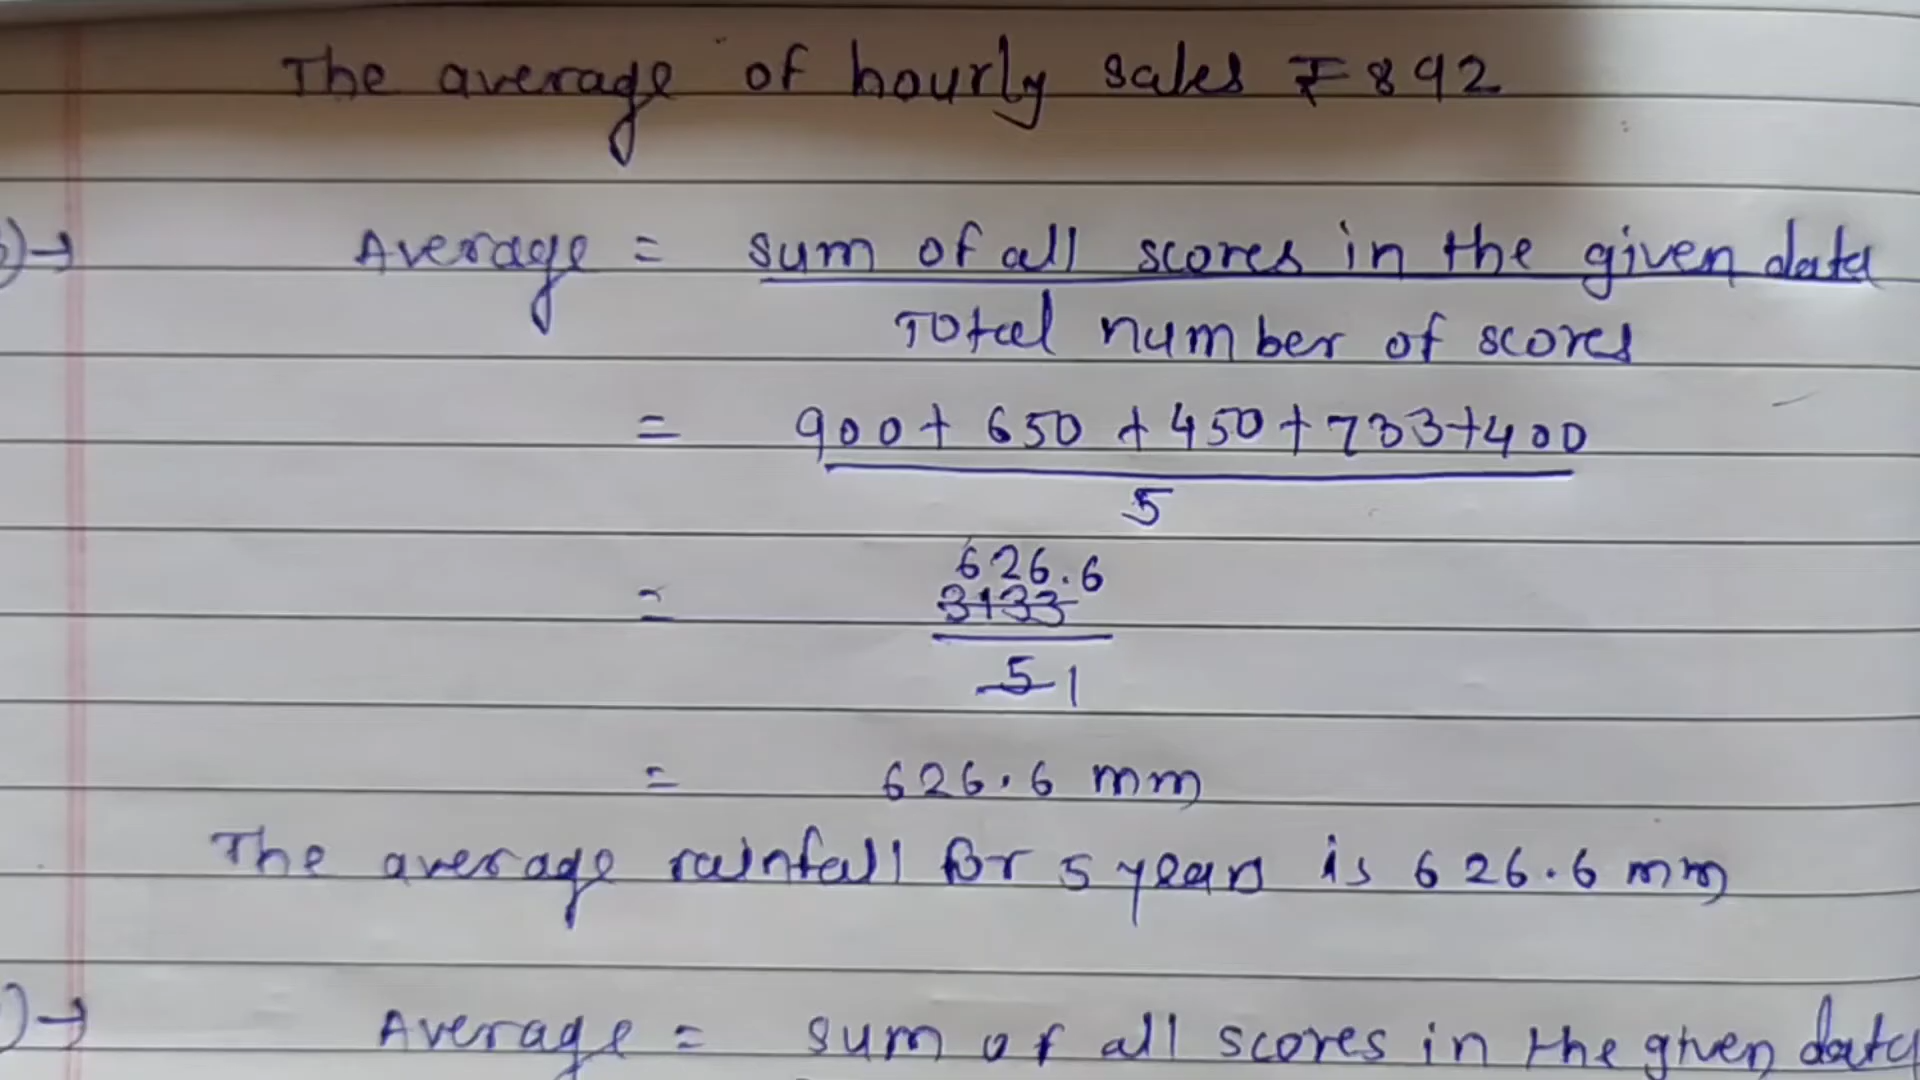 The average of hourly sales ₹ 892
)→ Average = sum of all scores in the given data
Total number of scores
= 900 + 650 + 450 + 733 + 400
5
626.6
= 3133
5 1
= 626.6 mm
The average rainfall for 5 years is 626.6 mm
)→ Average = sum of all scores in the given data